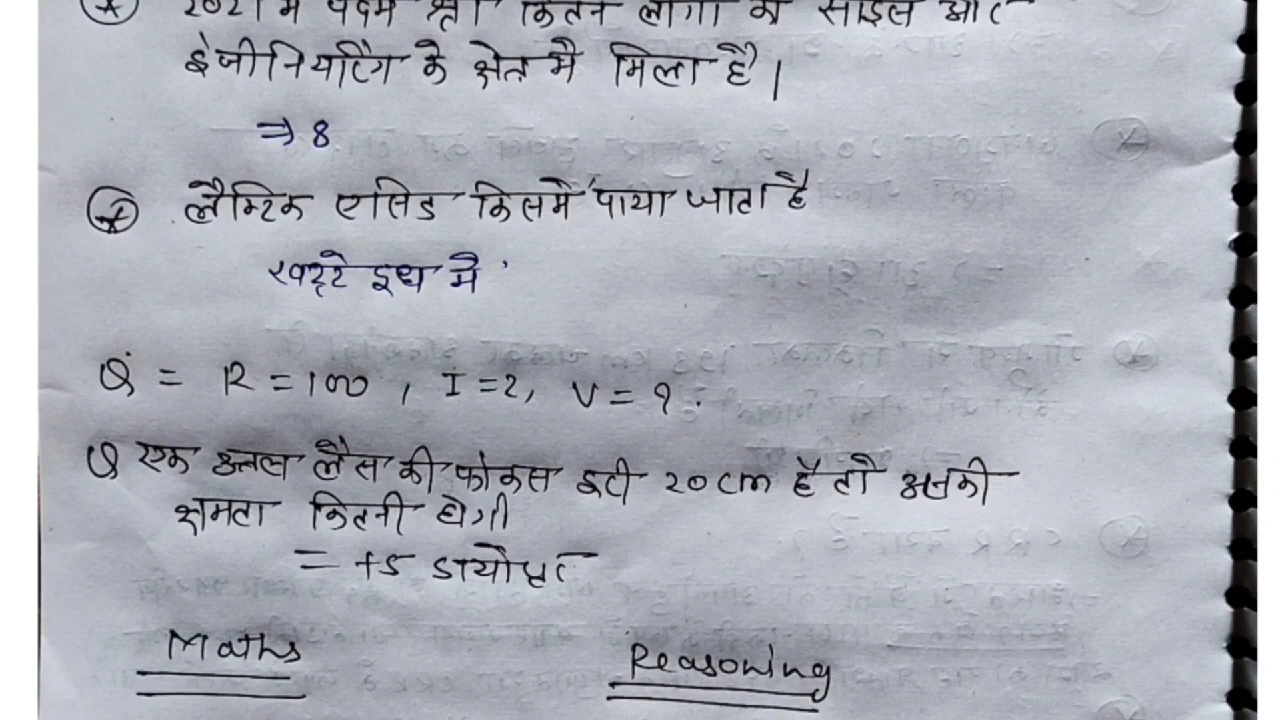 2021 में पदम श्री कितने लोगों को साइंस और
इंजीनियरिंग के क्षेत्र में मिला है।
⇒ 8
लैक्टिक एसिड किसमें पाया जाता है
खट्टे दूध में
Q = R = 100, I = 2, V = ?
Q एक उत्तल लैंस की फोकस दूरी 20 cm है तो उसकी
क्षमता कितनी होगी
= +5 डायोप्टर
Maths Reasoning